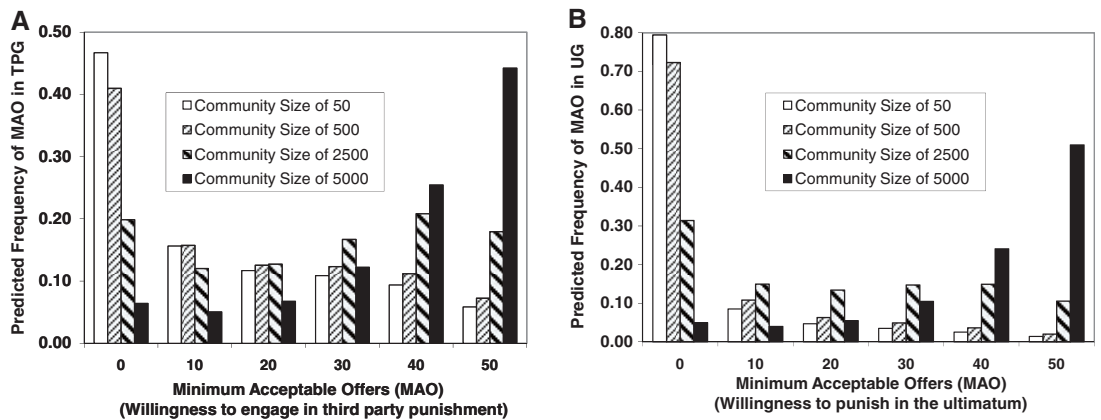 A
Predicted Frequency of MAO in TPG
0.50
0.40
0.30
0.20
0.10
0.00
Community Size of 50
Community Size of 500
Community Size of 2500
Community Size of 5000
0 10 20 30 40 50
Minimum Acceptable Offers (MAO)
(Willingness to engage in third party punishment)
B
Predicted Frequency of MAO in UG
0.80
0.70
0.60
0.50
0.40
0.30
0.20
0.10
0.00
Community Size of 50
Community Size of 500
Community Size of 2500
Community Size of 5000
0 10 20 30 40 50
Minimum Acceptable Offers (MAO)
(Willingness to punish in the ultimatum)